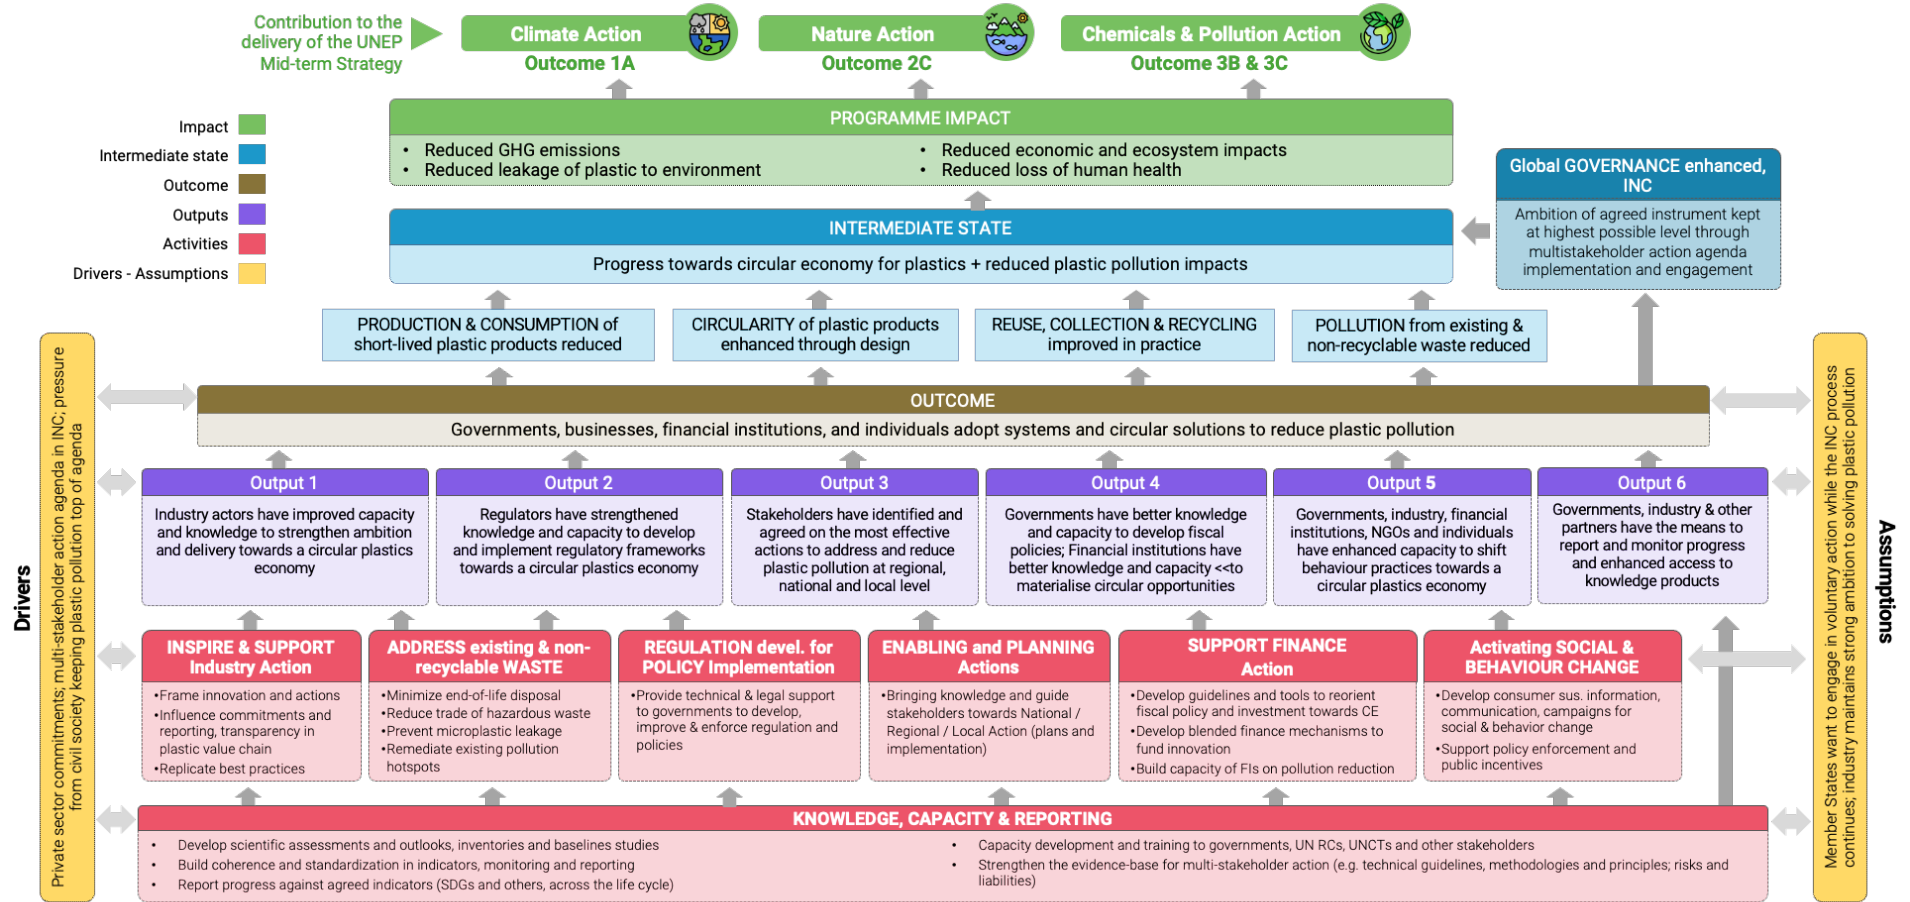 Contribution to the
delivery of the UNEP
Mid-term Strategy
Climate Action
Outcome 1A
Nature Action
Outcome 2C
Chemicals & Pollution Action
Outcome 3B & 3C
Impact
Intermediate state
Outcome
Outputs
Activities
Drivers - Assumptions
PROGRAMME IMPACT
• Reduced GHG emissions
• Reduced leakage of plastic to environment
• Reduced economic and ecosystem impacts
• Reduced loss of human health
INTERMEDIATE STATE
Progress towards circular economy for plastics + reduced plastic pollution impacts
Global GOVERNANCE enhanced,
INC
Ambition of agreed instrument kept
at highest possible level through
multistakeholder action agenda
implementation and engagement
PRODUCTION & CONSUMPTION of
short-lived plastic products reduced
CIRCULARITY of plastic products
enhanced through design
REUSE, COLLECTION & RECYCLING
improved in practice
POLLUTION from existing &
non-recyclable waste reduced
OUTCOME
Governments, businesses, financial institutions, and individuals adopt systems and circular solutions to reduce plastic pollution
Output 1
Industry actors have improved capacity
and knowledge to strengthen ambition
and delivery towards a circular plastics
economy
Output 2
Regulators have strengthened
knowledge and capacity to develop
and implement regulatory frameworks
towards a circular plastics economy
Output 3
Stakeholders have identified and
agreed on the most effective
actions to address and reduce
plastic pollution at regional,
national and local level
Output 4
Governments have better knowledge
and capacity to develop fiscal
policies; Financial institutions have
better knowledge and capacity <<to
materialise circular opportunities
Output 5
Governments, industry, financial
institutions, NGOs and individuals
have enhanced capacity to shift
behaviour practices towards a
circular plastics economy
Output 6
Governments, industry & other
partners have the means to
report and monitor progress
and enhanced access to
knowledge products
INSPIRE & SUPPORT
Industry Action
•Frame innovation and actions
•Influence commitments and
reporting, transparency in
plastic value chain
•Replicate best practices
ADDRESS existing & non-
recyclable WASTE
•Minimize end-of-life disposal
•Reduce trade of hazardous waste
•Prevent microplastic leakage
•Remediate existing pollution
hotspots
REGULATION devel. for
POLICY Implementation
•Provide technical & legal support
to governments to develop,
improve & enforce regulation and
policies
ENABLING and PLANNING
Actions
•Bringing knowledge and guide
stakeholders towards National /
Regional / Local Action (plans and
implementation)
SUPPORT FINANCE
Action
•Develop guidelines and tools to reorient
fiscal policy and investment towards CE
•Develop blended finance mechanisms to
fund innovation
•Build capacity of FIs on pollution reduction
Activating SOCIAL &
BEHAVIOUR CHANGE
•Develop consumer sus. information,
communication, campaigns for
social & behavior change
•Support policy enforcement and
public incentives
KNOWLEDGE, CAPACITY & REPORTING
• Develop scientific assessments and outlooks, inventories and baselines studies
• Build coherence and standardization in indicators, monitoring and reporting
• Report progress against agreed indicators (SDGs and others, across the life cycle)
• Capacity development and training to governments, UN RCs, UNCTs and other stakeholders
• Strengthen the evidence-base for multi-stakeholder action (e.g. technical guidelines, methodologies and principles; risks and
liabilities)
Drivers
Private sector commitments; multi-stakeholder action agenda in INC; pressure
from civil society keeping plastic pollution top of agenda
Member States want to engage in voluntary action while the INC process
continues; industry maintains strong ambition to solving plastic pollution
Assumptions